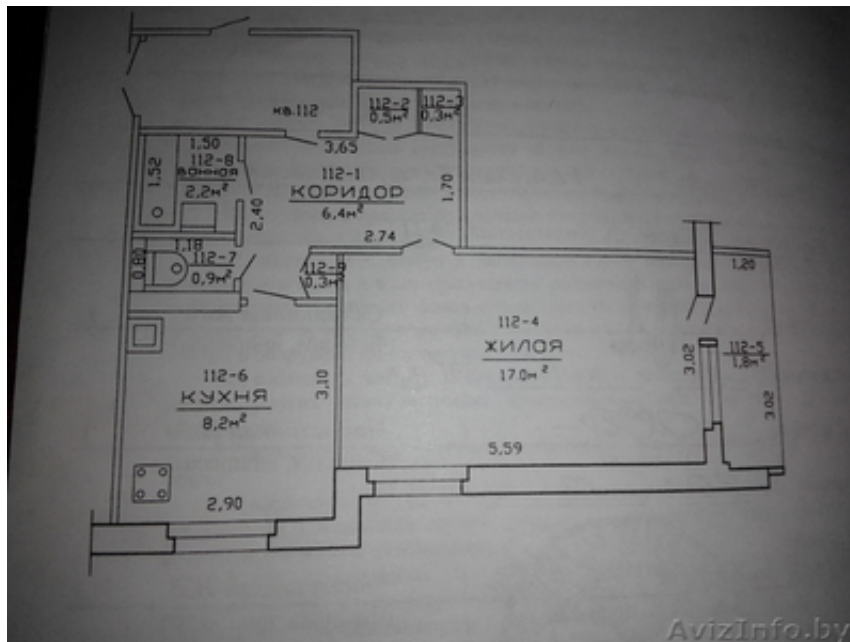 кв.112
112-2
0,5м²
112-3
0,3м²
1,50
112-8
ВАННАЯ
2,2м²
1,52
3,65
112-1
КОРИДОР
6,4м²
1,70
2,40
2.74
1,18
112-7
0,9м²
0,80
112-9
0,3м²
1,20
112-4
ЖИЛАЯ
17.0м²
3,02
112-5
1,8м²
3,02
112-6
КУХНЯ
8,2м²
3,10
5,59
2,90
AvizInfo.by